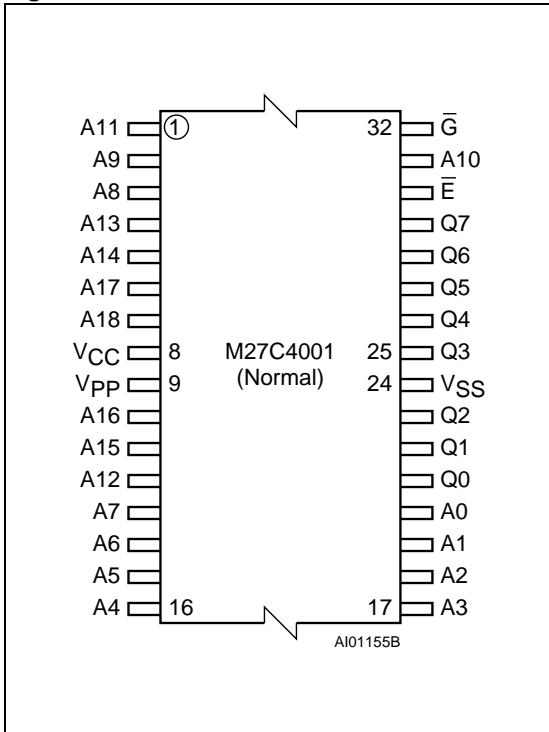 A11 1 32 G̅
A9 A10
A8 E̅
A13 Q7
A14 Q6
A17 Q5
A18 Q4
VCC 8 M27C4001 25 Q3
VPP 9 (Normal) 24 VSS
A16 Q2
A15 Q1
A12 Q0
A7 A0
A6 A1
A5 A2
A4 16 17 A3
AI01155B